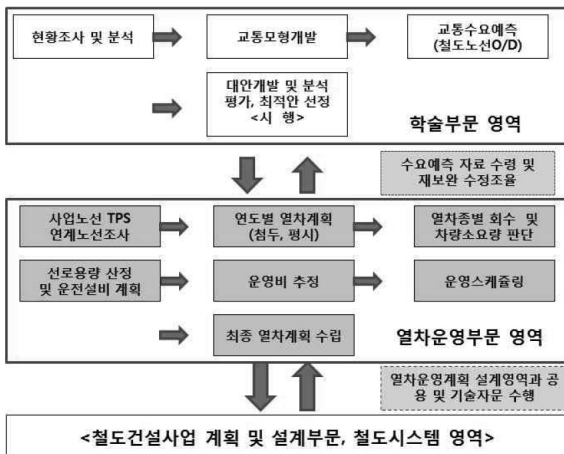 현황조사 및 분석
교통모형개발
교통수요예측
(철도노선O/D)
대안개발 및 분석
평가, 최적안 선정
<시 행>
학술부문 영역
수요예측 자료 수령 및
재보완 수정조율
사업노선 TPS
연계노선조사
연도별 열차계획
(첨두, 평시)
열차종별 회수 및
차량소요량 판단
선로용량 산정
및 운전설비 계획
운영비 추정
운영스케쥴링
최종 열차계획 수립
열차운영부문 영역
열차운영계획 설계영역과 공
용 및 기술자문 수행
<철도건설사업 계획 및 설계부문, 철도시스템 영역>